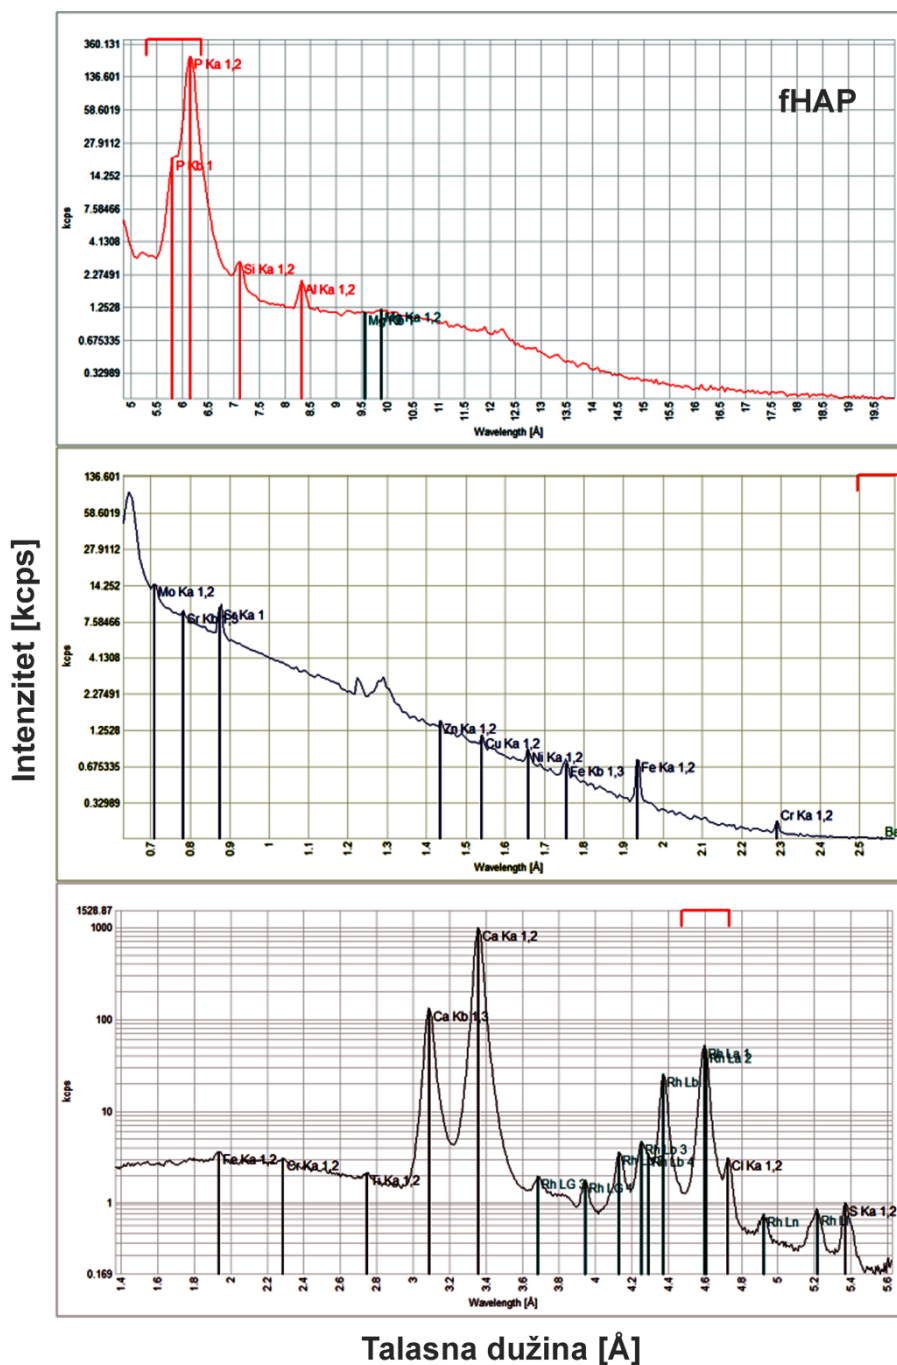 360.131
136.601
58.6019
27.9112
14.252
7.58466
4.1308
2.27491
1.2528
0.675335
0.32989
kcps
P Ka 1,2
P Kb 1
Si Ka 1,2
Al Ka 1,2
Mg Ka 1,2
fHAP
5 5.5 6 6.5 7 7.5 8 8.5 9 9.5 10 10.5 11 11.5 12 12.5 13 13.5 14 14.5 15 15.5 16 16.5 17 17.5 18 18.5 19 19.5
Wavelength [Å]
Intenzitet [kcps]
136.601
58.6019
27.9112
14.252
7.58466
4.1308
2.27491
1.2528
0.675335
0.32989
kcps
Mo Ka 1,2
Sr Kb 1,3
Sr Ka 1
Zn Ka 1,2
Cu Ka 1,2
Ni Ka 1,2
Fe Kb 1,3
Fe Ka 1,2
Cr Ka 1,2
Ba
0.7 0.8 0.9 1 1.1 1.2 1.3 1.4 1.5 1.6 1.7 1.8 1.9 2 2.1 2.2 2.3 2.4 2.5
Wavelength [Å]
1528.87
1000
100
10
1
0.169
kcps
Fe Ka 1,2
Cr Ka 1,2
Ti Ka 1,2
Ca Kb 1,3
Ca Ka 1,2
Rh LG 3
Rh LG
Rh Lb 3
Rh Lb 4
Rh Lb
Rh La 1
Rh La 2
Cl Ka 1,2
Rh Ln
Rh Ll
S Ka 1,2
1.4 1.6 1.8 2 2.2 2.4 2.6 2.8 3 3.2 3.4 3.6 3.8 4 4.2 4.4 4.6 4.8 5 5.2 5.4 5.6
Wavelength [Å]
Talasna dužina [Å]